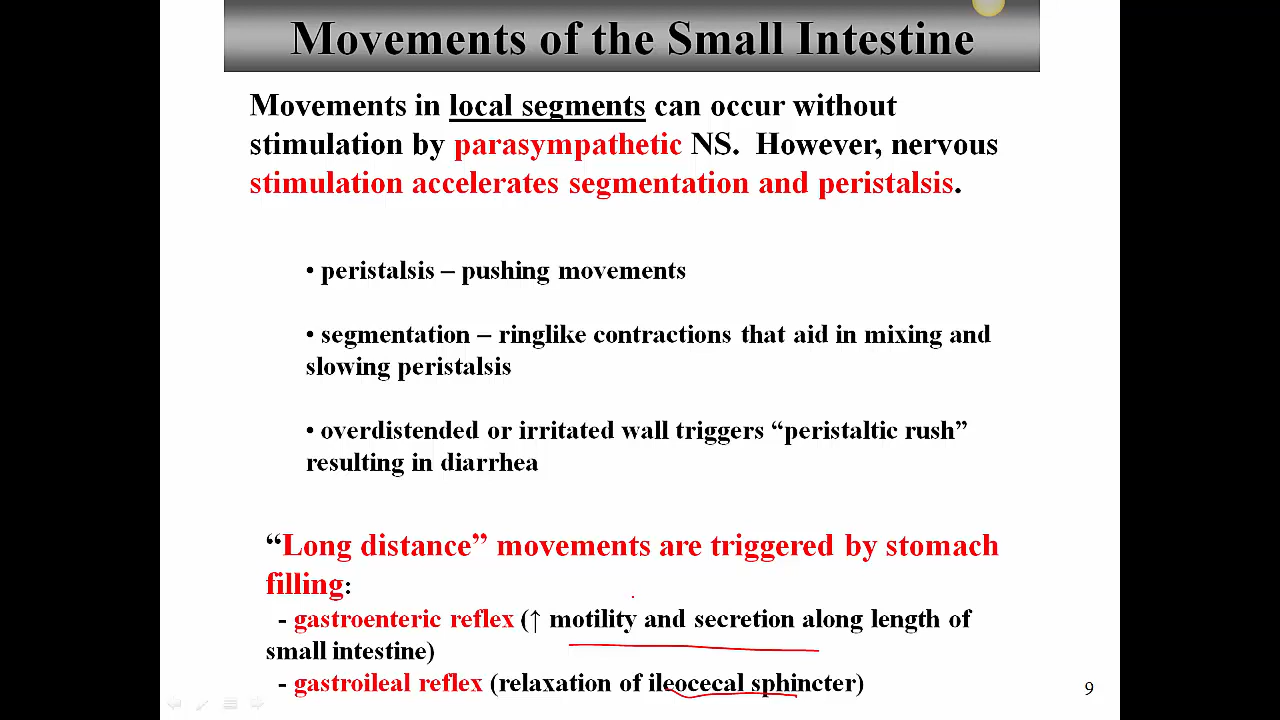 Movements of the Small Intestine
Movements in local segments can occur without
stimulation by parasympathetic NS.  However, nervous
stimulation accelerates segmentation and peristalsis.
• peristalsis – pushing movements
• segmentation – ringlike contractions that aid in mixing and
slowing peristalsis
• overdistended or irritated wall triggers “peristaltic rush”
resulting in diarrhea
“Long distance” movements are triggered by stomach
filling:
- gastroenteric reflex (↑ motility and secretion along length of
small intestine)
- gastroileal reflex (relaxation of ileocecal sphincter)
9